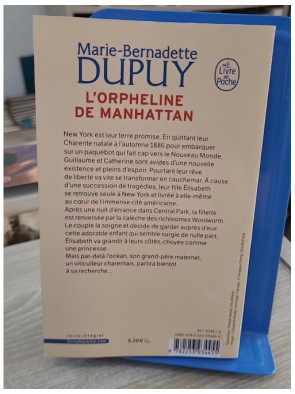 Marie-Bernadette
DUPUY
Le
Livre
de
Poche
L'ORPHELINE
DE MANHATTAN
New York est leur terre promise. En quittant leur
Charente natale à l'automne 1886 pour embarquer
sur un paquebot qui fait cap vers le Nouveau Monde,
Guillaume et Catherine sont avides d'une nouvelle
existence et pleins d'espoir. Pourtant leur rêve
de liberté va vite se transformer en cauchemar. À cause
d'une succession de tragédies, leur fille Élisabeth
se retrouve seule à New York et livrée à elle-même
au cœur de l'immense cité américaine.
Après une nuit d'errance dans Central Park, la fillette
est renversée par la calèche des richissimes Woolworth.
Le couple la soigne et décide de garder auprès d'eux
cette adorable enfant qui semble surgie de nulle part.
Élisabeth va grandir à leurs côtés, choyée comme
une princesse.
Mais par-delà l'océan, son grand-père maternel,
un viticulteur charentais, partira bientôt
à sa recherche...
texte intégral
9,20 €